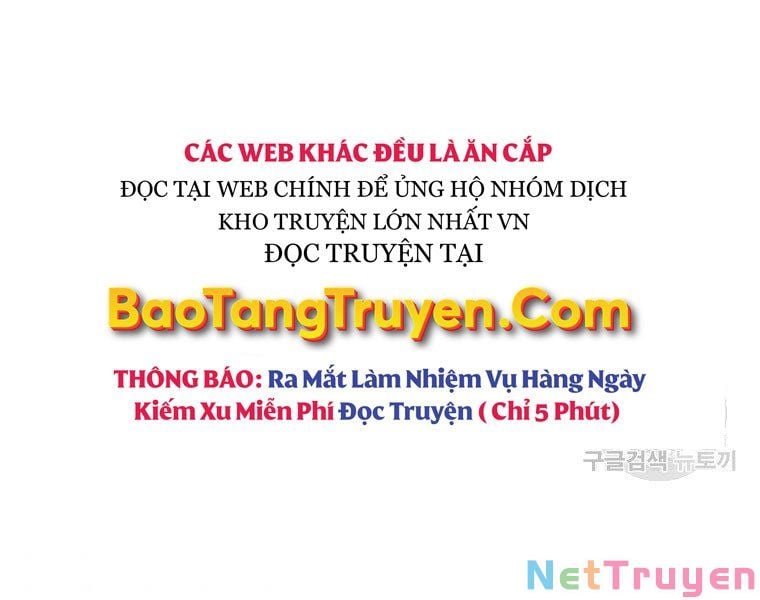 CÁC WEB KHÁC ĐỀU LÀ ĂN CẮP
ĐỌC TẠI WEB CHÍNH ĐỂ ỦNG HỘ NHÓM DỊCH
KHO TRUYỆN LỚN NHẤT VN
ĐỌC TRUYỆN TẠI
BaoTangTruyen.Com
THÔNG BÁO: Ra Mắt Làm Nhiệm Vụ Hàng Ngày
Kiếm Xu Miễn Phí Đọc Truyện ( Chỉ 5 Phút)
구글검색 뉴토끼
NetTruyen